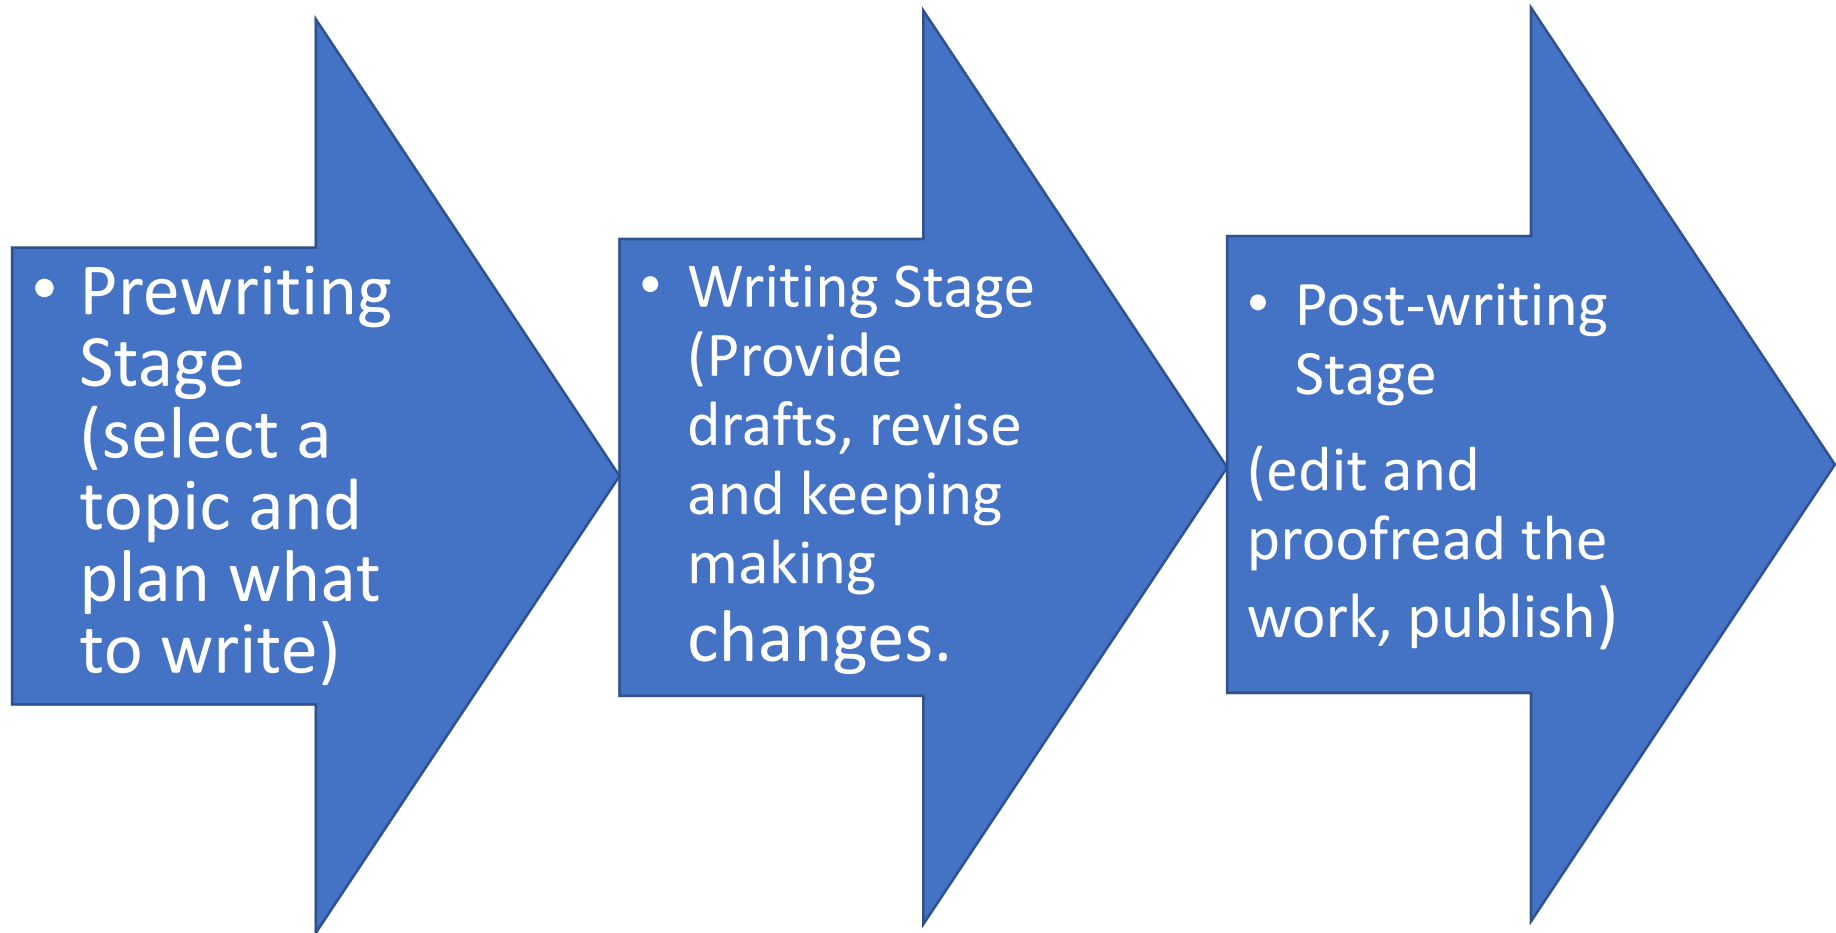 • Prewriting
Stage
(select a
topic and
plan what
to write)
• Writing Stage
(Provide
drafts, revise
and keeping
making
changes.
• Post-writing
Stage
(edit and
proofread the
work, publish)